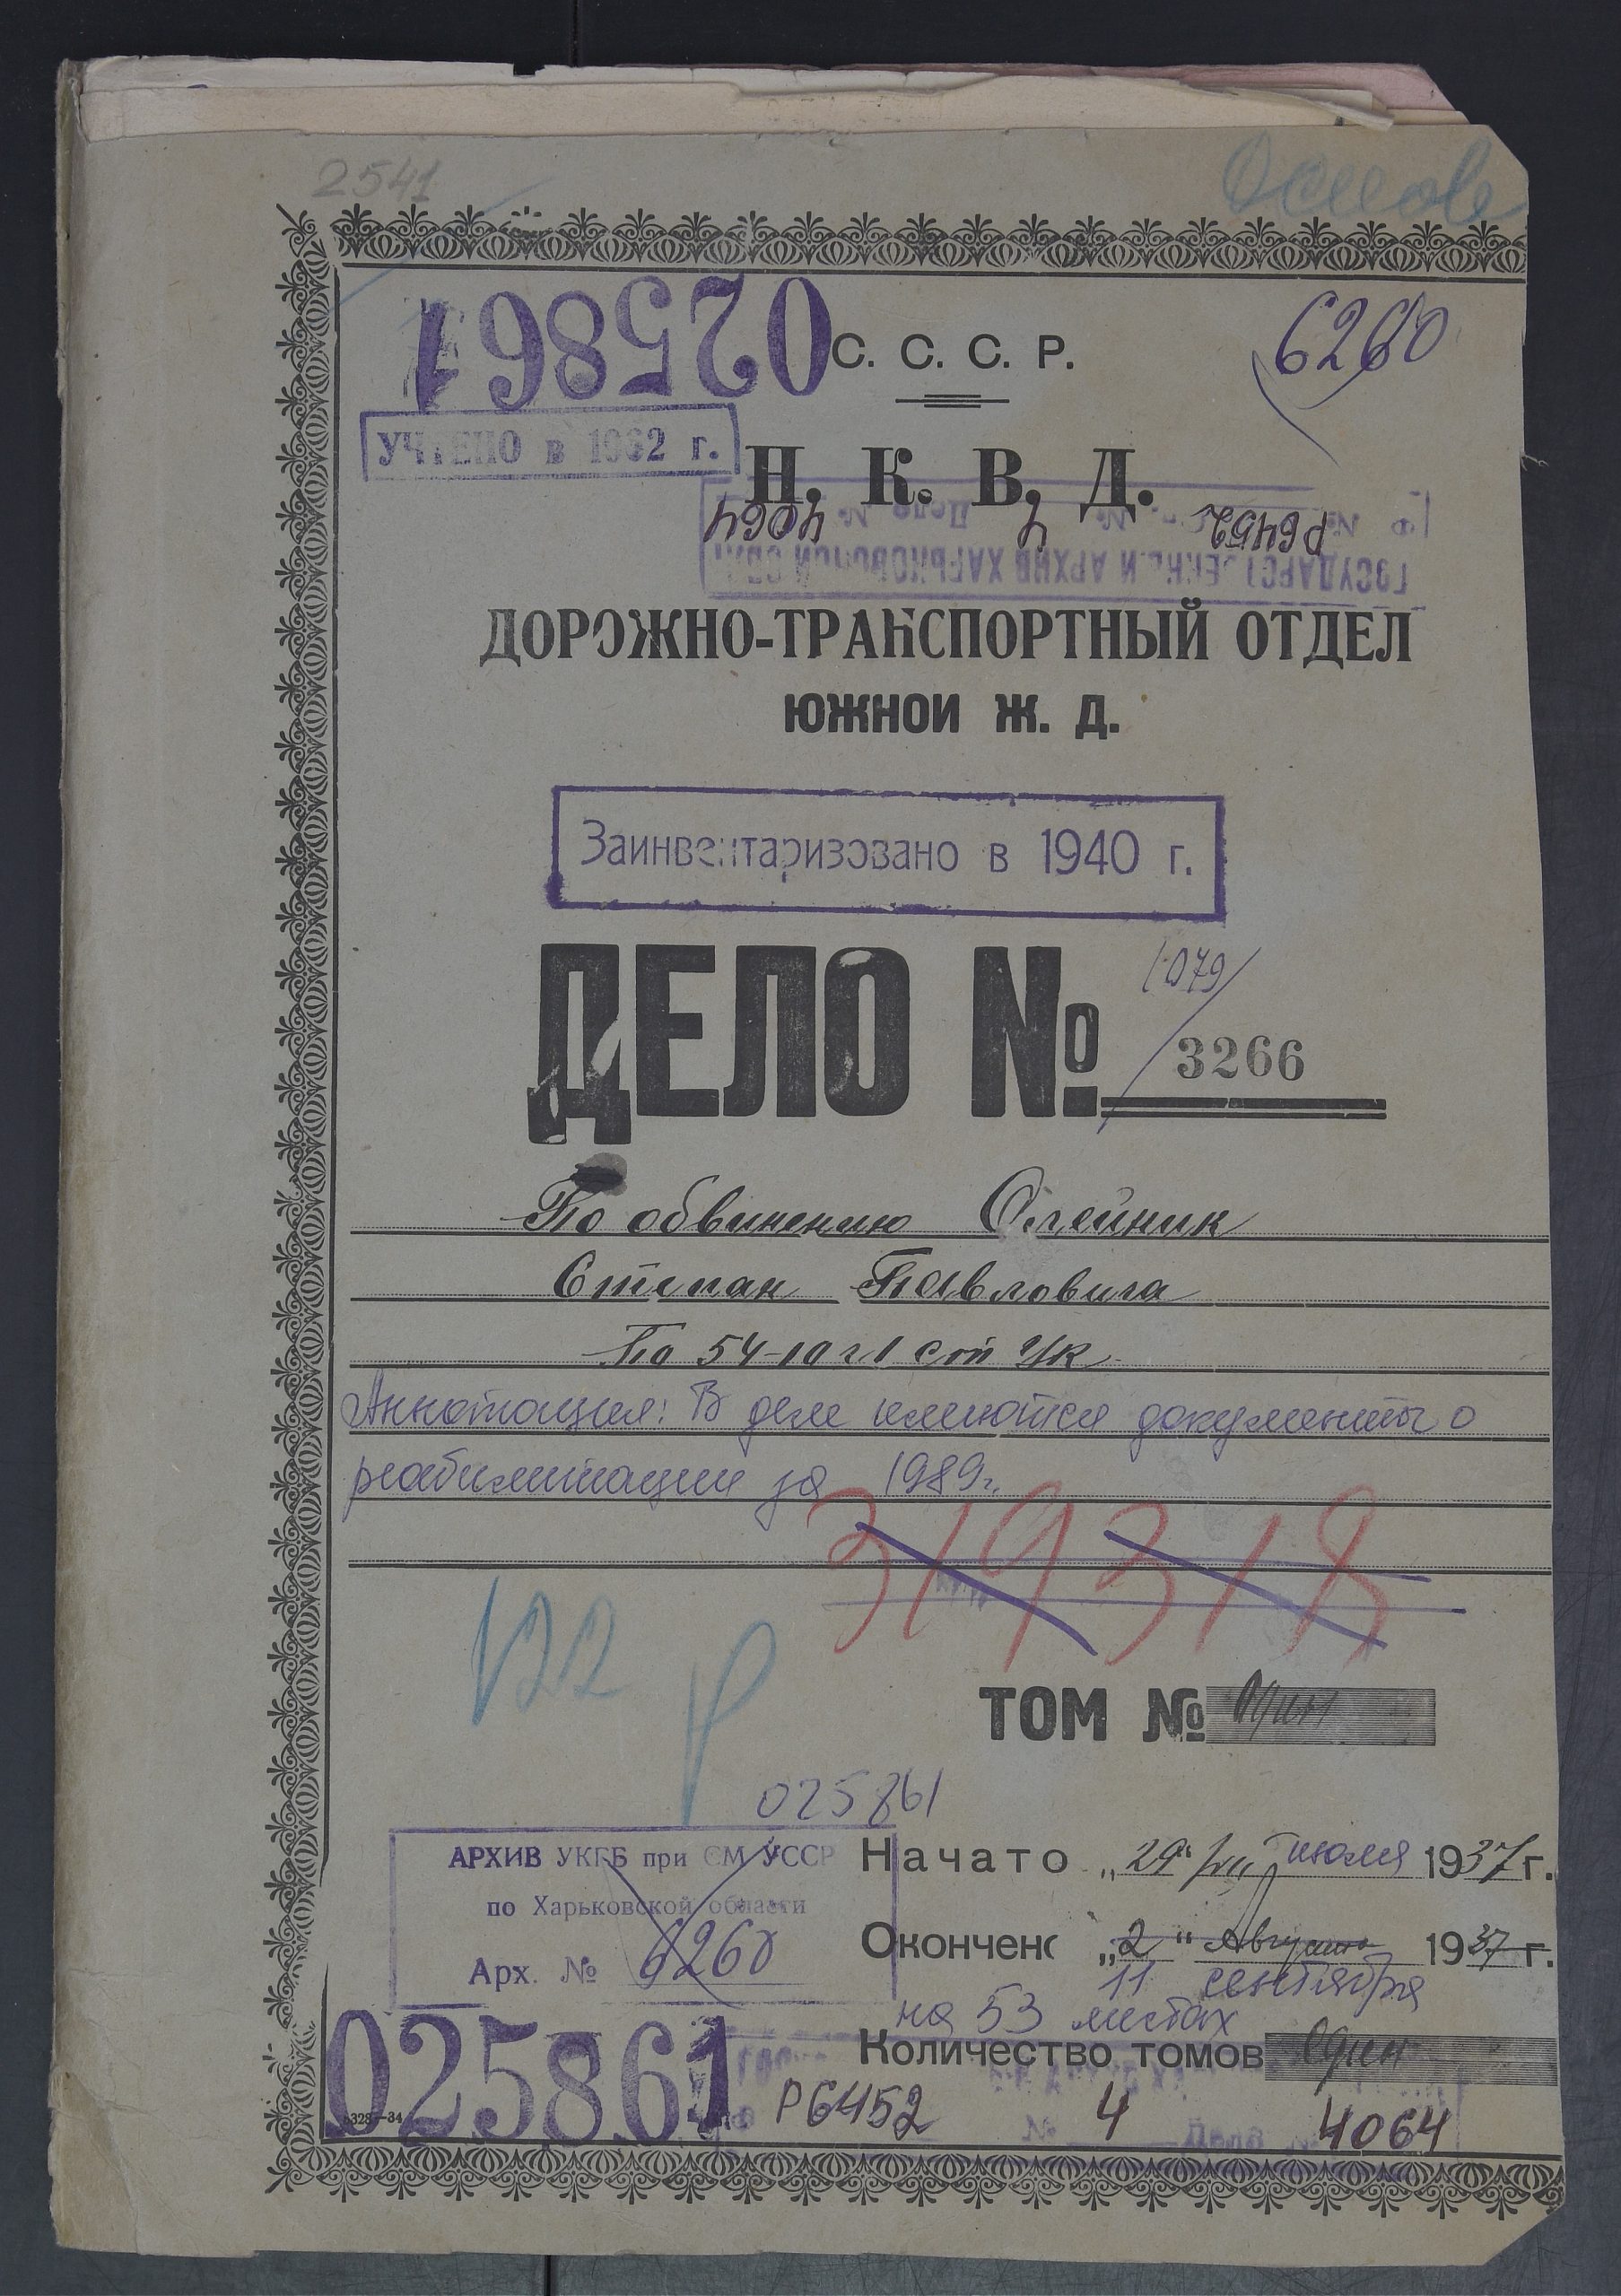 2541
025861
С. С. С. Р.
6260
УЧТЕНО в 1962 г.
Н. К. В. Д.
Р6452 4 4064
ДОРОЖНО-ТРАНСПОРТНЫЙ ОТДЕЛ
ЮЖНОЙ Ж. Д.
Заинвентаризовано в 1940 г.
1079/
ДЕЛО № 3266
По обвинению Олейник
Степан Павловича
По 54-10 ч 1 ст УК
Аннотация: В деле имеются документы о
реабилитации за 1989г.
319318
122
Р
ТОМ № Один
025861
АРХИВ УКГБ при СМ УССР
по Харьковской области
Арх. № 6260
Начато „29“ июля 1937 г.
Окончено „2“ Августа 1937 г.
11 сентября
на 53 листах
Количество томов Один
025861
Р6452 4 4064